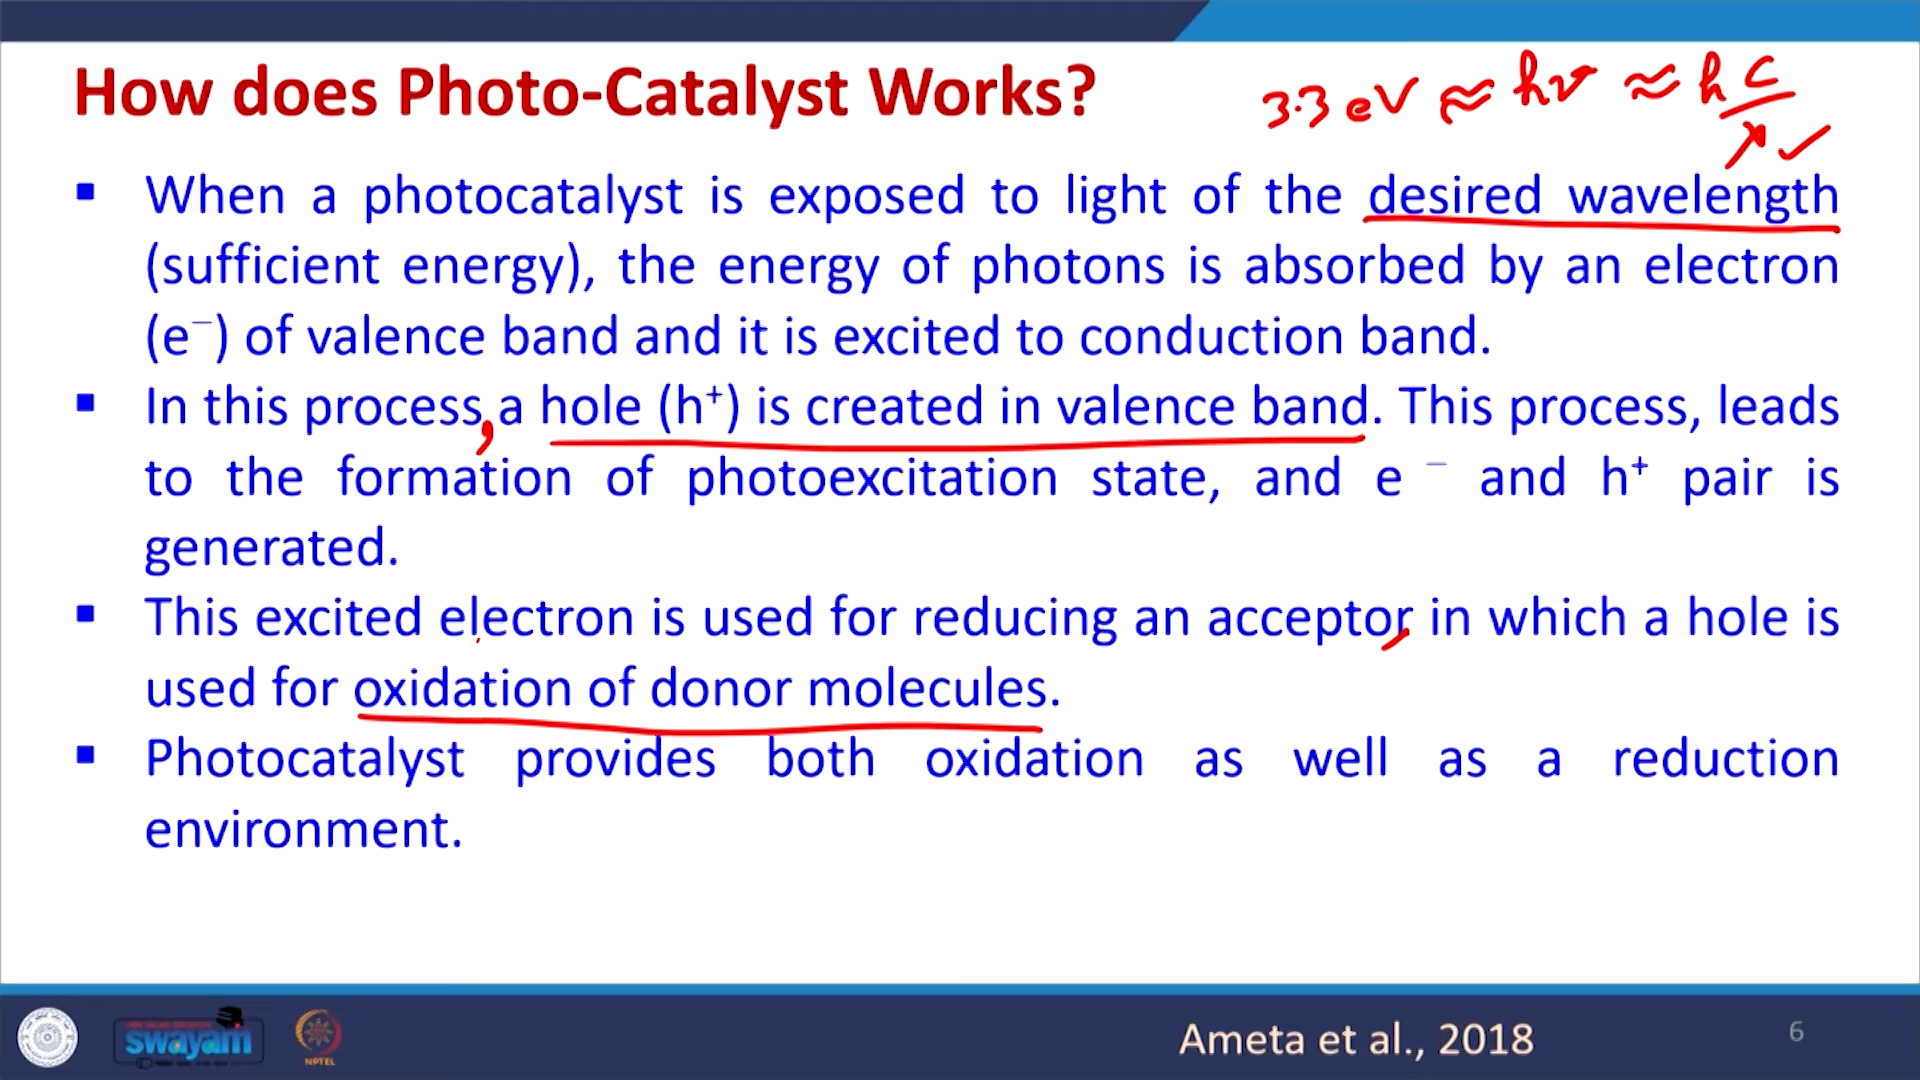 How does Photo-Catalyst Works?
3.3 eV ≈ hν ≈ h c/λ ✓
▪ When a photocatalyst is exposed to light of the desired wavelength
(sufficient energy), the energy of photons is absorbed by an electron
(e⁻) of valence band and it is excited to conduction band.
▪ In this process, a hole (h⁺) is created in valence band. This process, leads
to the formation of photoexcitation state, and e ⁻ and h⁺ pair is
generated.
▪ This excited electron is used for reducing an acceptor, in which a hole is
used for oxidation of donor molecules.
▪ Photocatalyst provides both oxidation as well as a reduction
environment.
swayam
NPTEL
Ameta et al., 2018
6